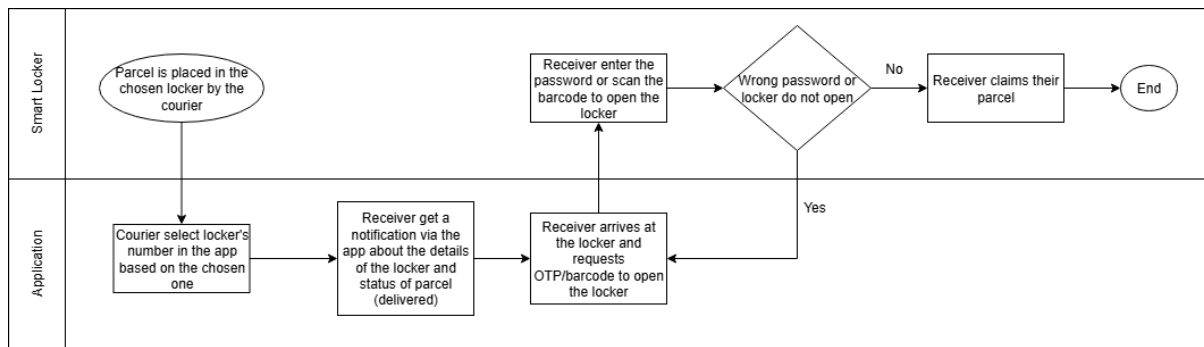 Smart Locker
Parcel is placed in the
chosen locker by the
courier
Receiver enter the
password or scan the
barcode to open the
locker
Wrong password or
locker do not open
No
Receiver claims their
parcel
End
Yes
Application
Courier select locker's
number in the app
based on the chosen
one
Receiver get a
notification via the
app about the details
of the locker and
status of parcel
(delivered)
Receiver arrives at
the locker and
requests
OTP/barcode to open
the locker